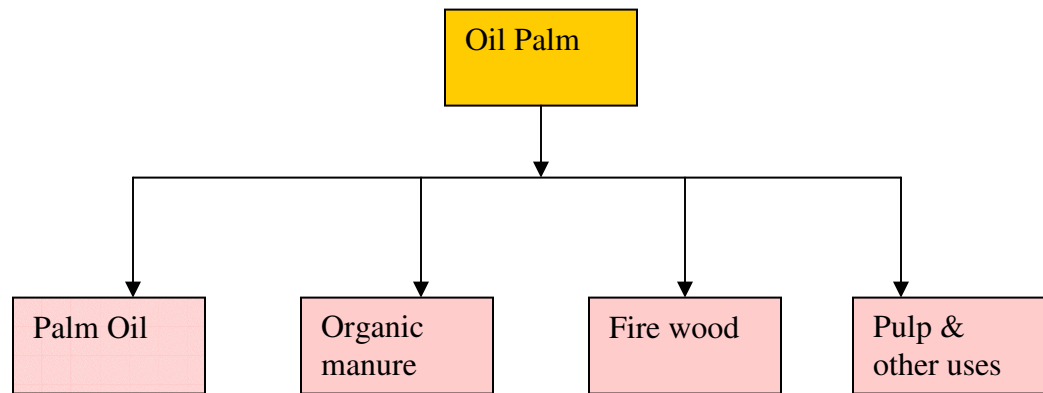 Oil Palm
Palm Oil
Organic
manure
Fire wood
Pulp &
other uses